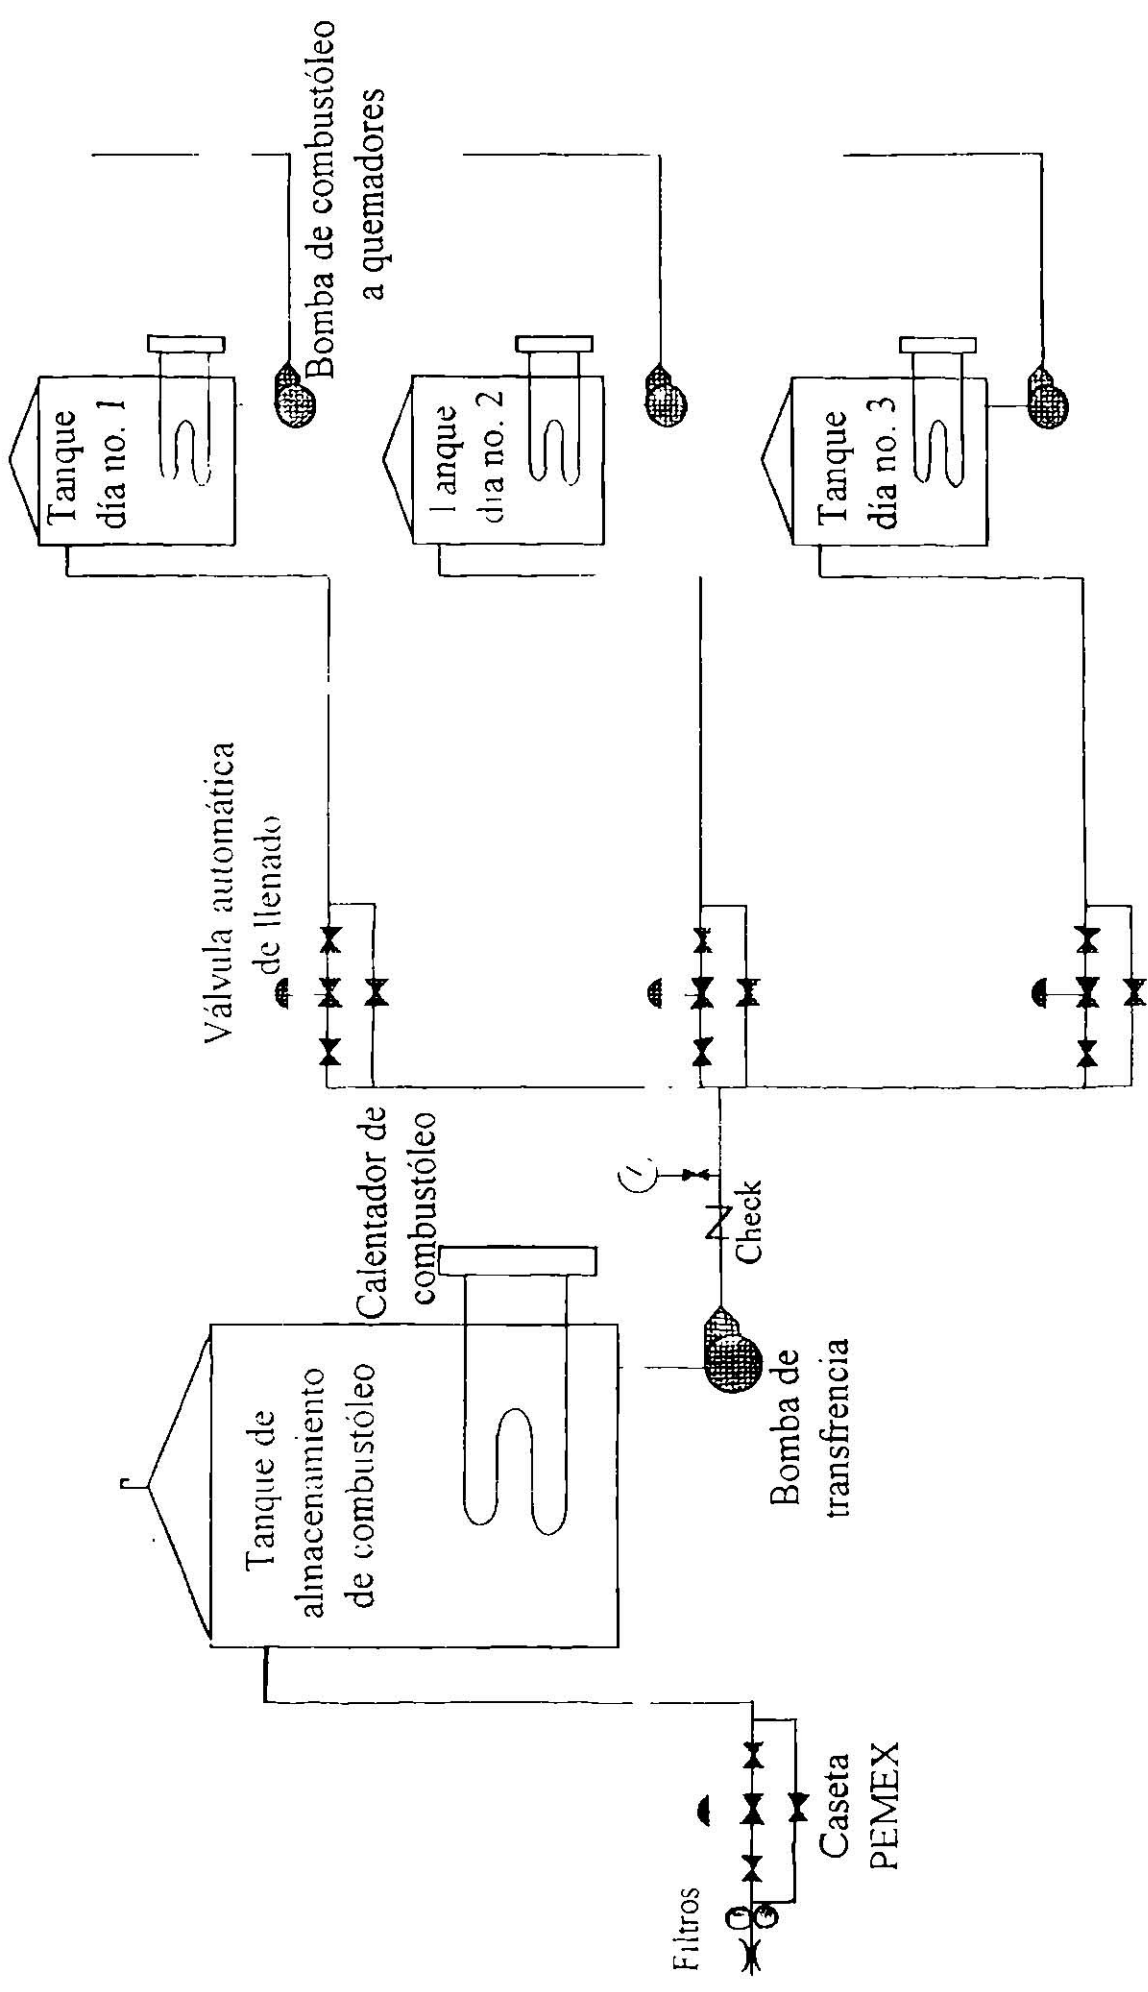 Filtros
Caseta
PEMEX
Tanque de
almacenamiento
de combustóleo
Calentador de
combustóleo
Bomba de
transfrencia
Check
Válvula automática
de llenado
Tanque
día no. 1
Tanque
día no. 2
Tanque
día no. 3
Bomba de combustóleo
a quemadores